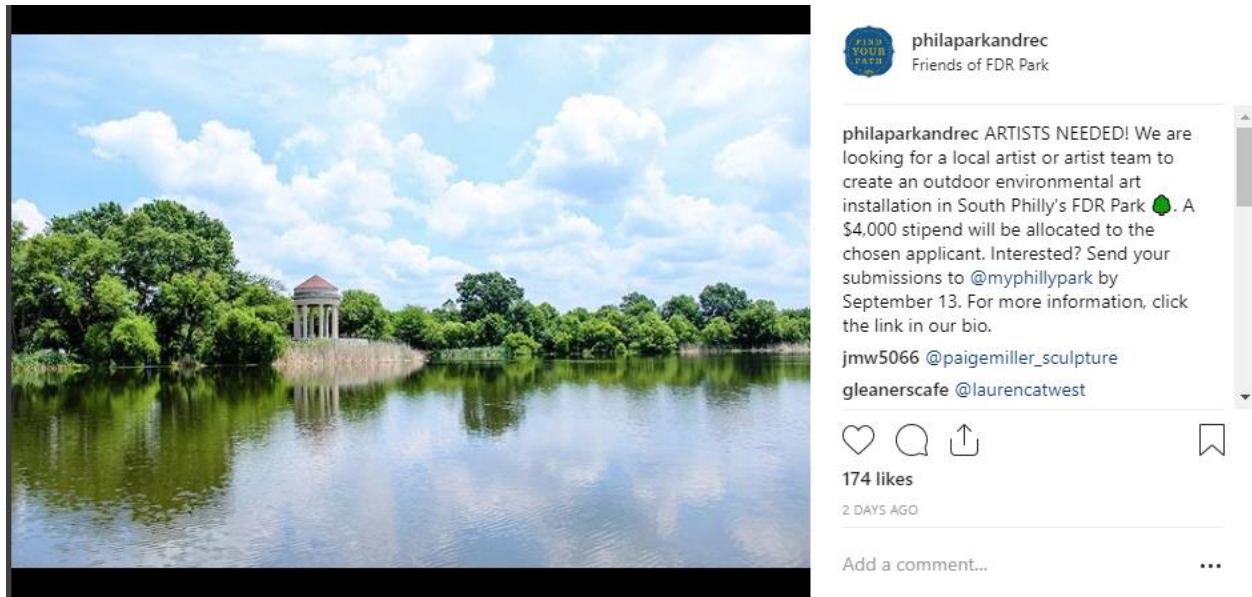 FIND
YOUR
PATH
philaparkandrec
Friends of FDR Park
philaparkandrec ARTISTS NEEDED! We are
looking for a local artist or artist team to
create an outdoor environmental art
installation in South Philly's FDR Park 🌳. A
$4,000 stipend will be allocated to the
chosen applicant. Interested? Send your
submissions to @myphillypark by
September 13. For more information, click
the link in our bio.
jmw5066 @paigemiller_sculpture
gleanerscafe @laurencatwest
174 likes
2 DAYS AGO
Add a comment...